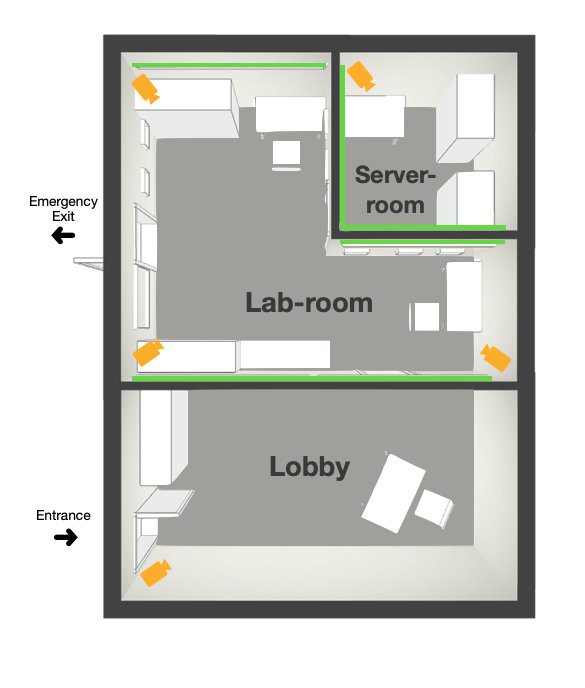 Server-
room
Emergency
Exit
Lab-room
Lobby
Entrance